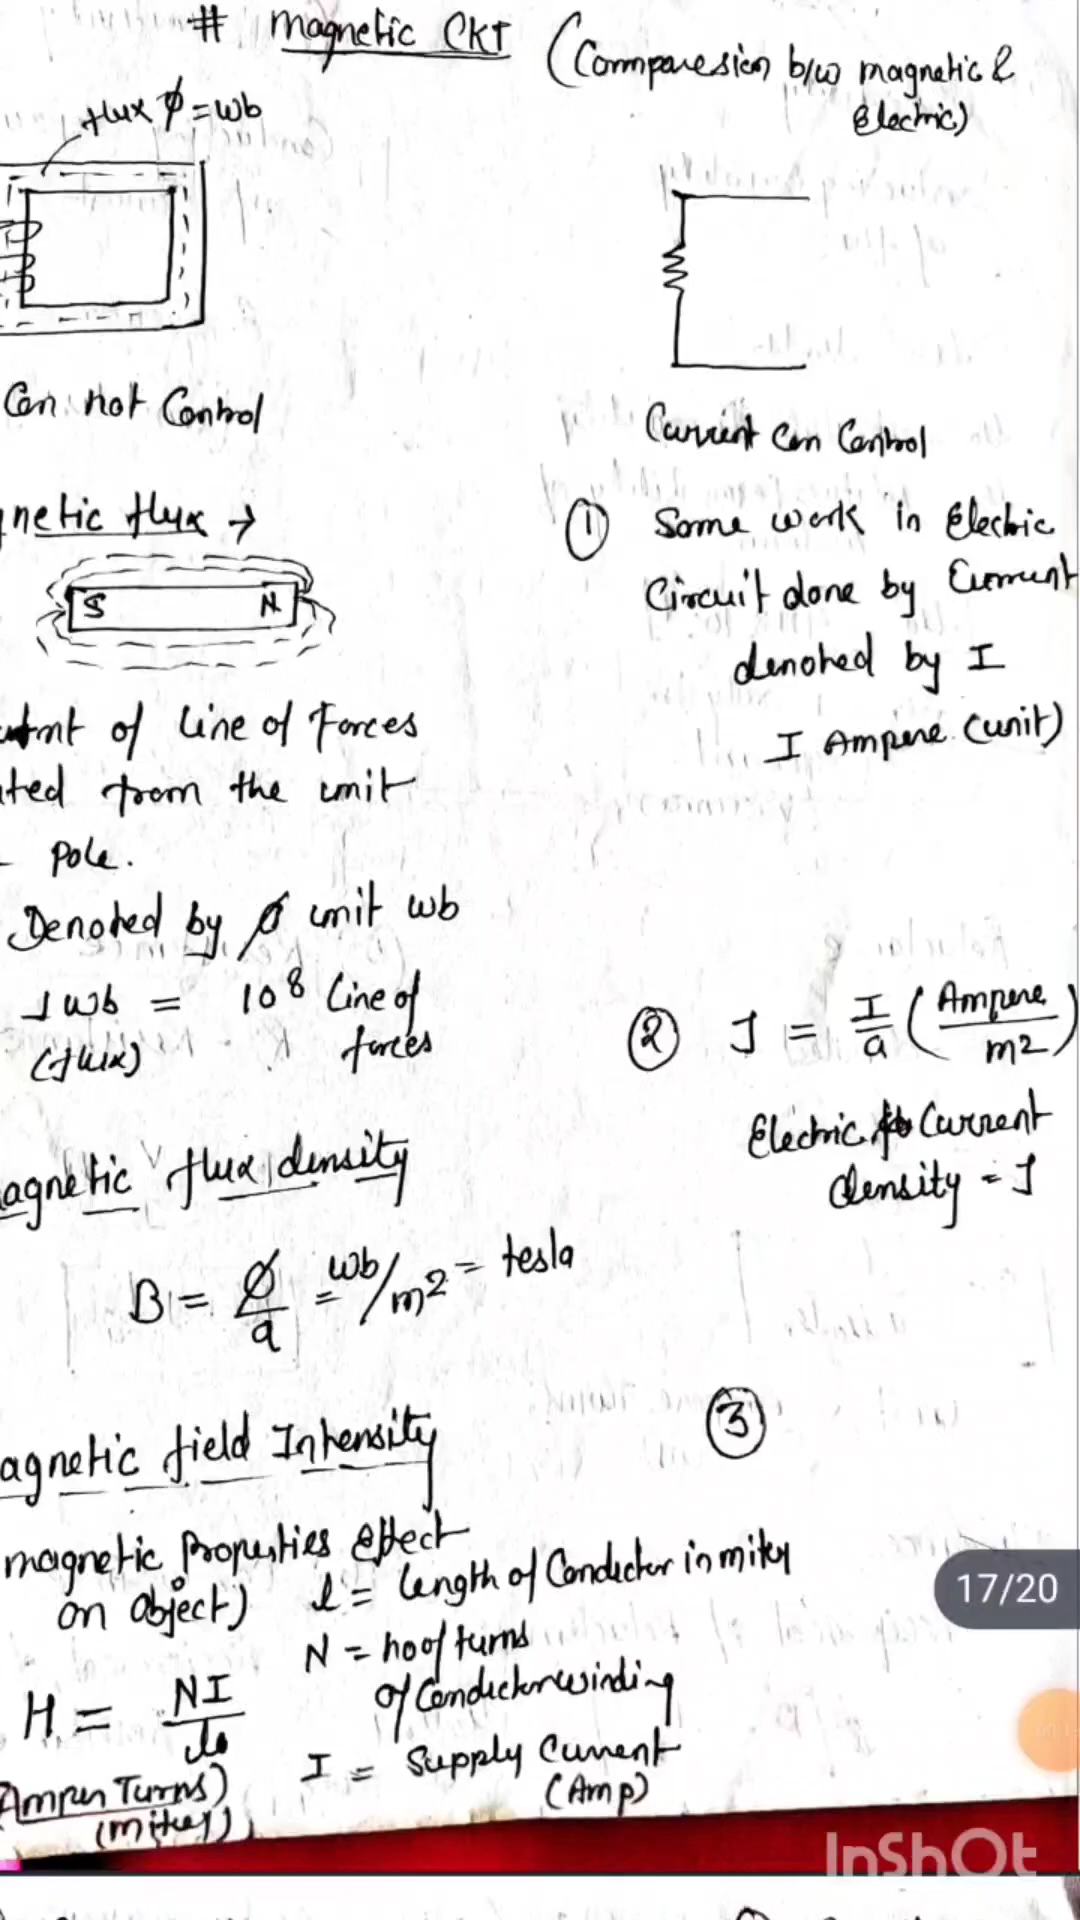 # Magnetic CKT (Comparesion b/w magnetic &
Electric)
flux φ = wb
Can not Control
Current Can Control
gnetic flux →
S N
① Some work in Electric
Circuit done by Current
denoted by I
I Ampere (unit)
of line of Forces
ated from the unit
pole.
Denoted by φ unit wb
1 wb = 10⁸ line of
(flux) forces
② J = I/a (Ampere/m²)
Electric Current
density = J
agnetic flux density
B = φ/a = wb/m² = tesla
agnetic field Intensity
③
magnetic Properties effect
on object)
l = length of Conductor in miter
N = no of turns
of Conductor winding
H = NI/l
I = Supply Current
(Amp)
(Amper Turns)
(miter)
17/20
InShOt